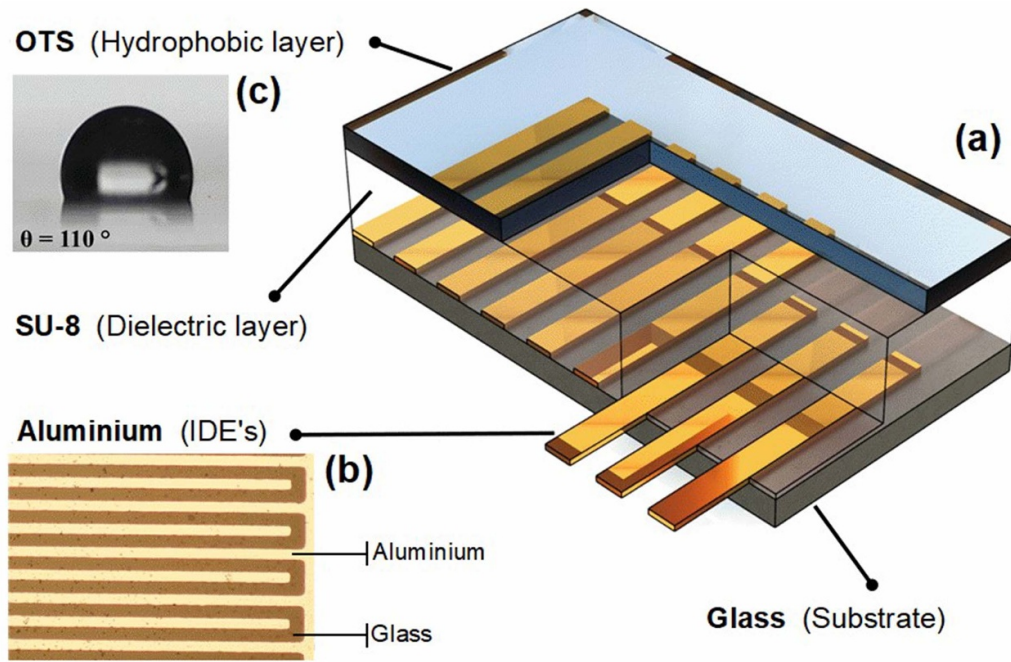 OTS (Hydrophobic layer)
(c)
(a)
θ = 110 °
SU-8 (Dielectric layer)
Aluminium (IDE's)
(b)
Aluminium
Glass
Glass (Substrate)